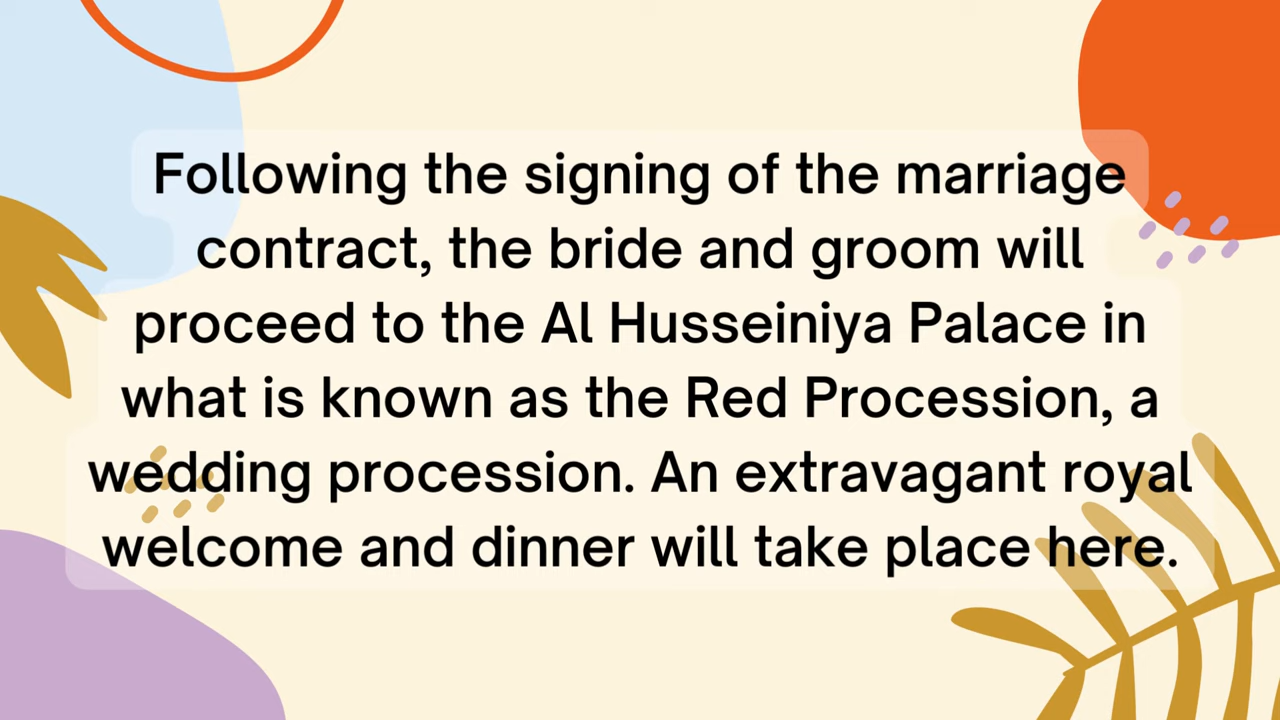 Following the signing of the marriage
contract, the bride and groom will
proceed to the Al Husseiniya Palace in
what is known as the Red Procession, a
wedding procession. An extravagant royal
welcome and dinner will take place here.